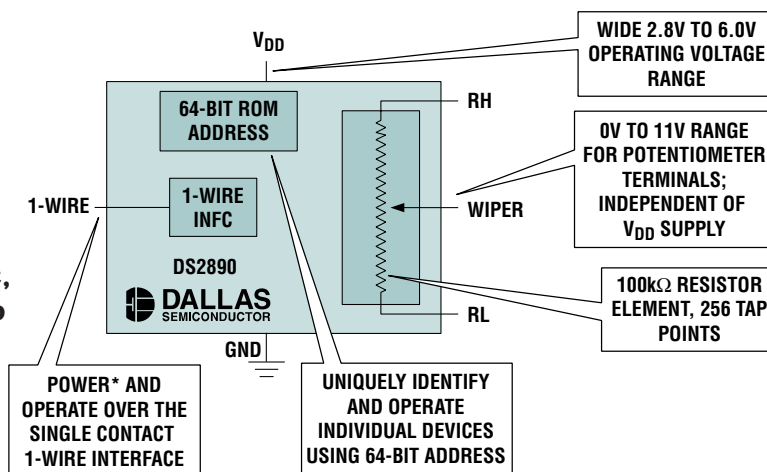 V_DD
WIDE 2.8V TO 6.0V
OPERATING VOLTAGE
RANGE
64-BIT ROM
ADDRESS
RH
0V TO 11V RANGE
FOR POTENTIOMETER
TERMINALS;
INDEPENDENT OF
V_DD SUPPLY
1-WIRE
1-WIRE
INFC
WIPER
DS2890
DALLAS
SEMICONDUCTOR
100kΩ RESISTOR
ELEMENT, 256 TAP
POINTS
RL
GND
POWER* AND
OPERATE OVER THE
SINGLE CONTACT
1-WIRE INTERFACE
UNIQUELY IDENTIFY
AND OPERATE
INDIVIDUAL DEVICES
USING 64-BIT ADDRESS